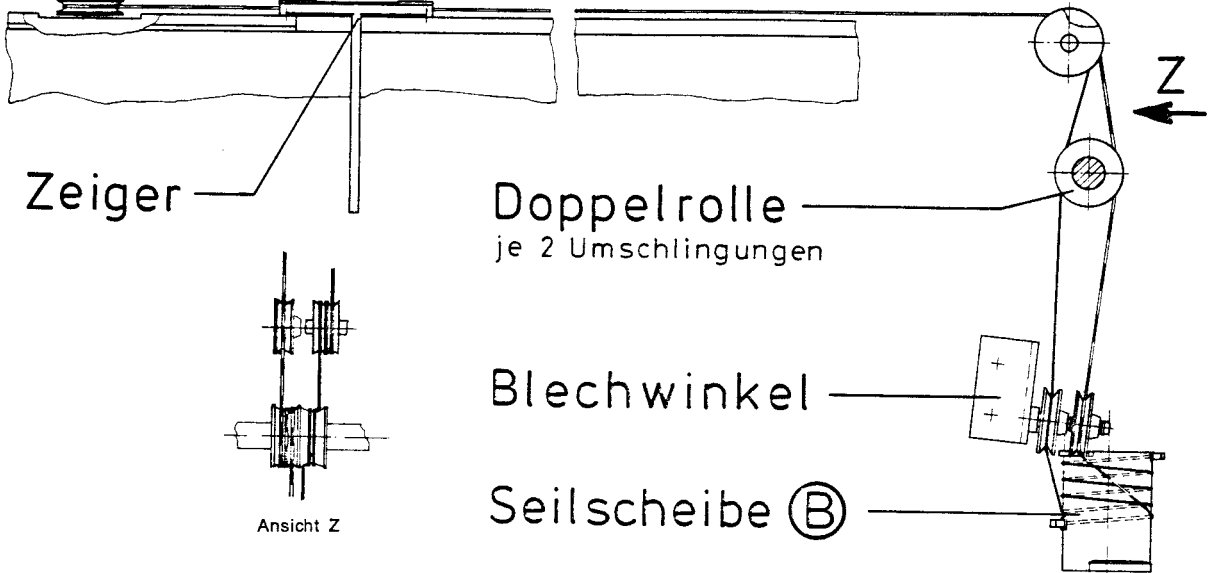 Z
Zeiger
Doppelrolle
je 2 Umschlingungen
Blechwinkel
Seilscheibe B
Ansicht Z